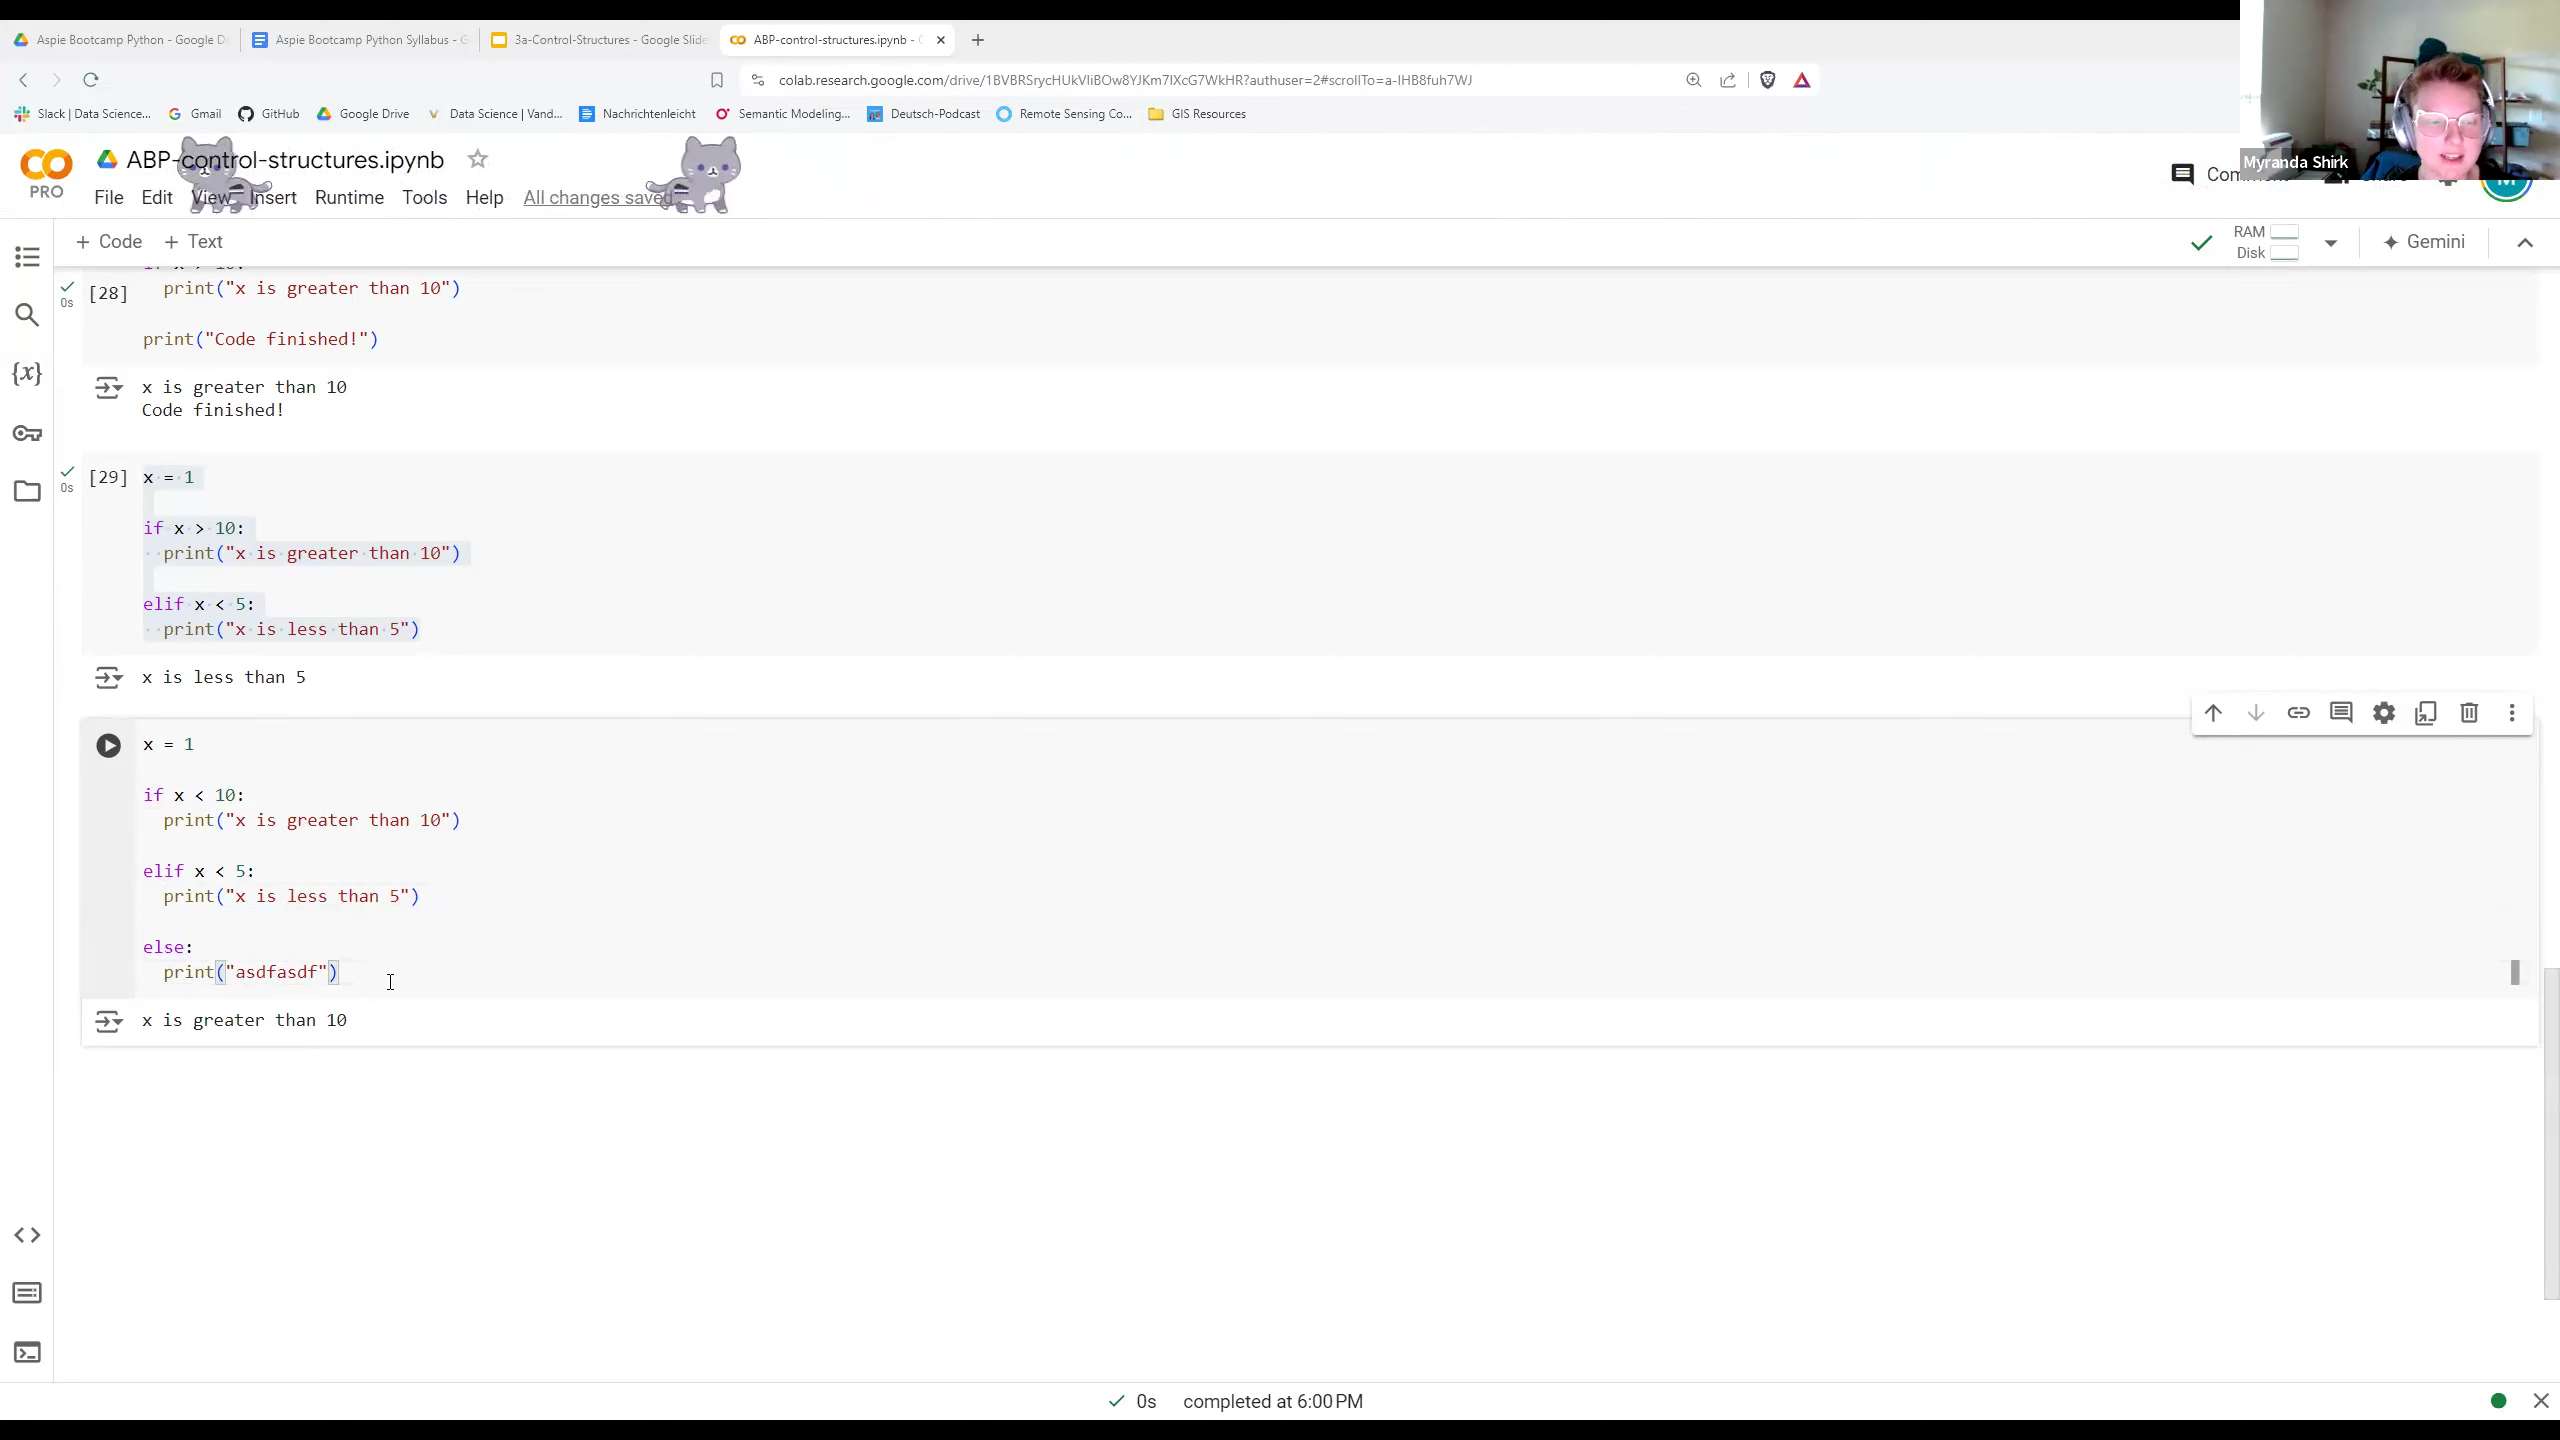 Aspie Bootcamp Python - Google D
Aspie Bootcamp Python Syllabus - G
3a-Control-Structures - Google Slide
ABP-control-structures.ipynb - C
colab.research.google.com/drive/1BVBRSrycHUkVliBOw8YJKm7lXcG7WkHR?authuser=2#scrollTo=a-lHB8fuh7WJ
Slack | Data Science...
Gmail
GitHub
Google Drive
Data Science | Vand...
Nachrichtenleicht
Semantic Modeling...
Deutsch-Podcast
Remote Sensing Co...
GIS Resources
Myranda Shirk
CO
PRO
ABP-control-structures.ipynb
File Edit View Insert Runtime Tools Help All changes saved
+ Code + Text
RAM
Disk
Gemini
0s
[28]
print("x is greater than 10")
print("Code finished!")
x is greater than 10
Code finished!
0s
[29] x = 1
if x > 10:
print("x is greater than 10")
elif x < 5:
print("x is less than 5")
x is less than 5
x = 1
if x < 10:
print("x is greater than 10")
elif x < 5:
print("x is less than 5")
else:
print("asdfasdf")
x is greater than 10
0s completed at 6:00 PM